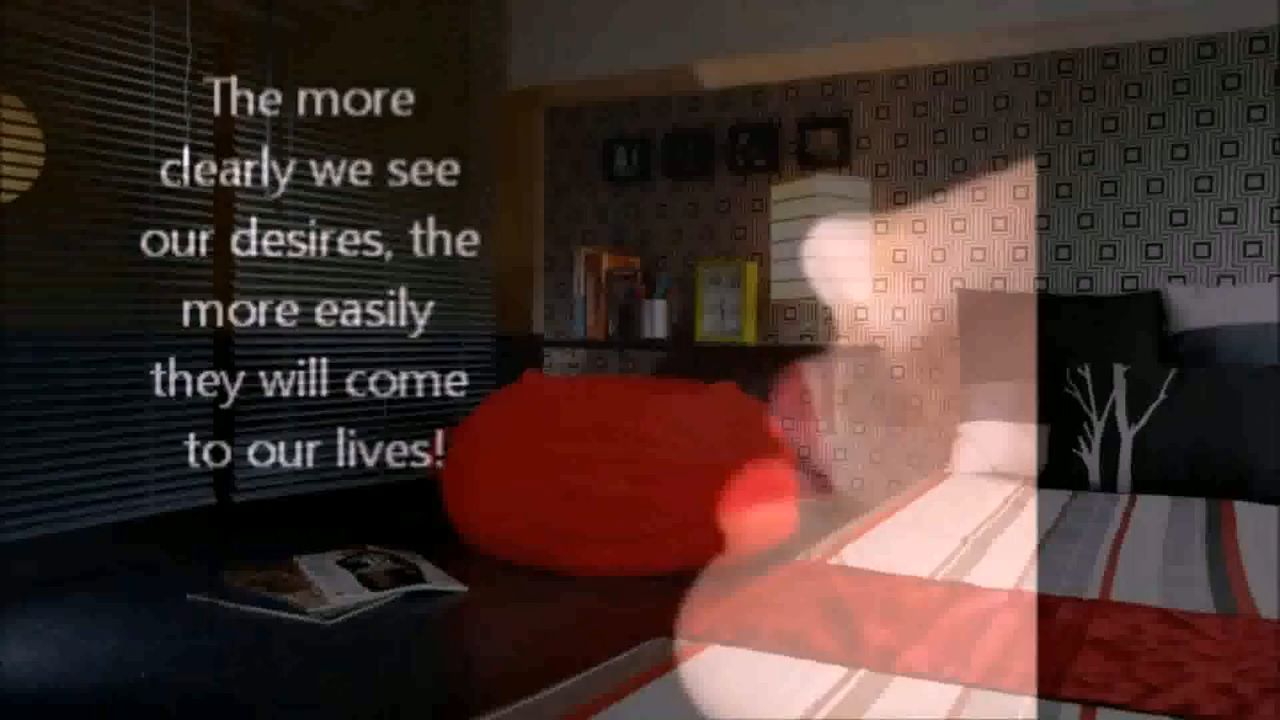 The more
clearly we see
our desires, the
more easily
they will come
to our lives!